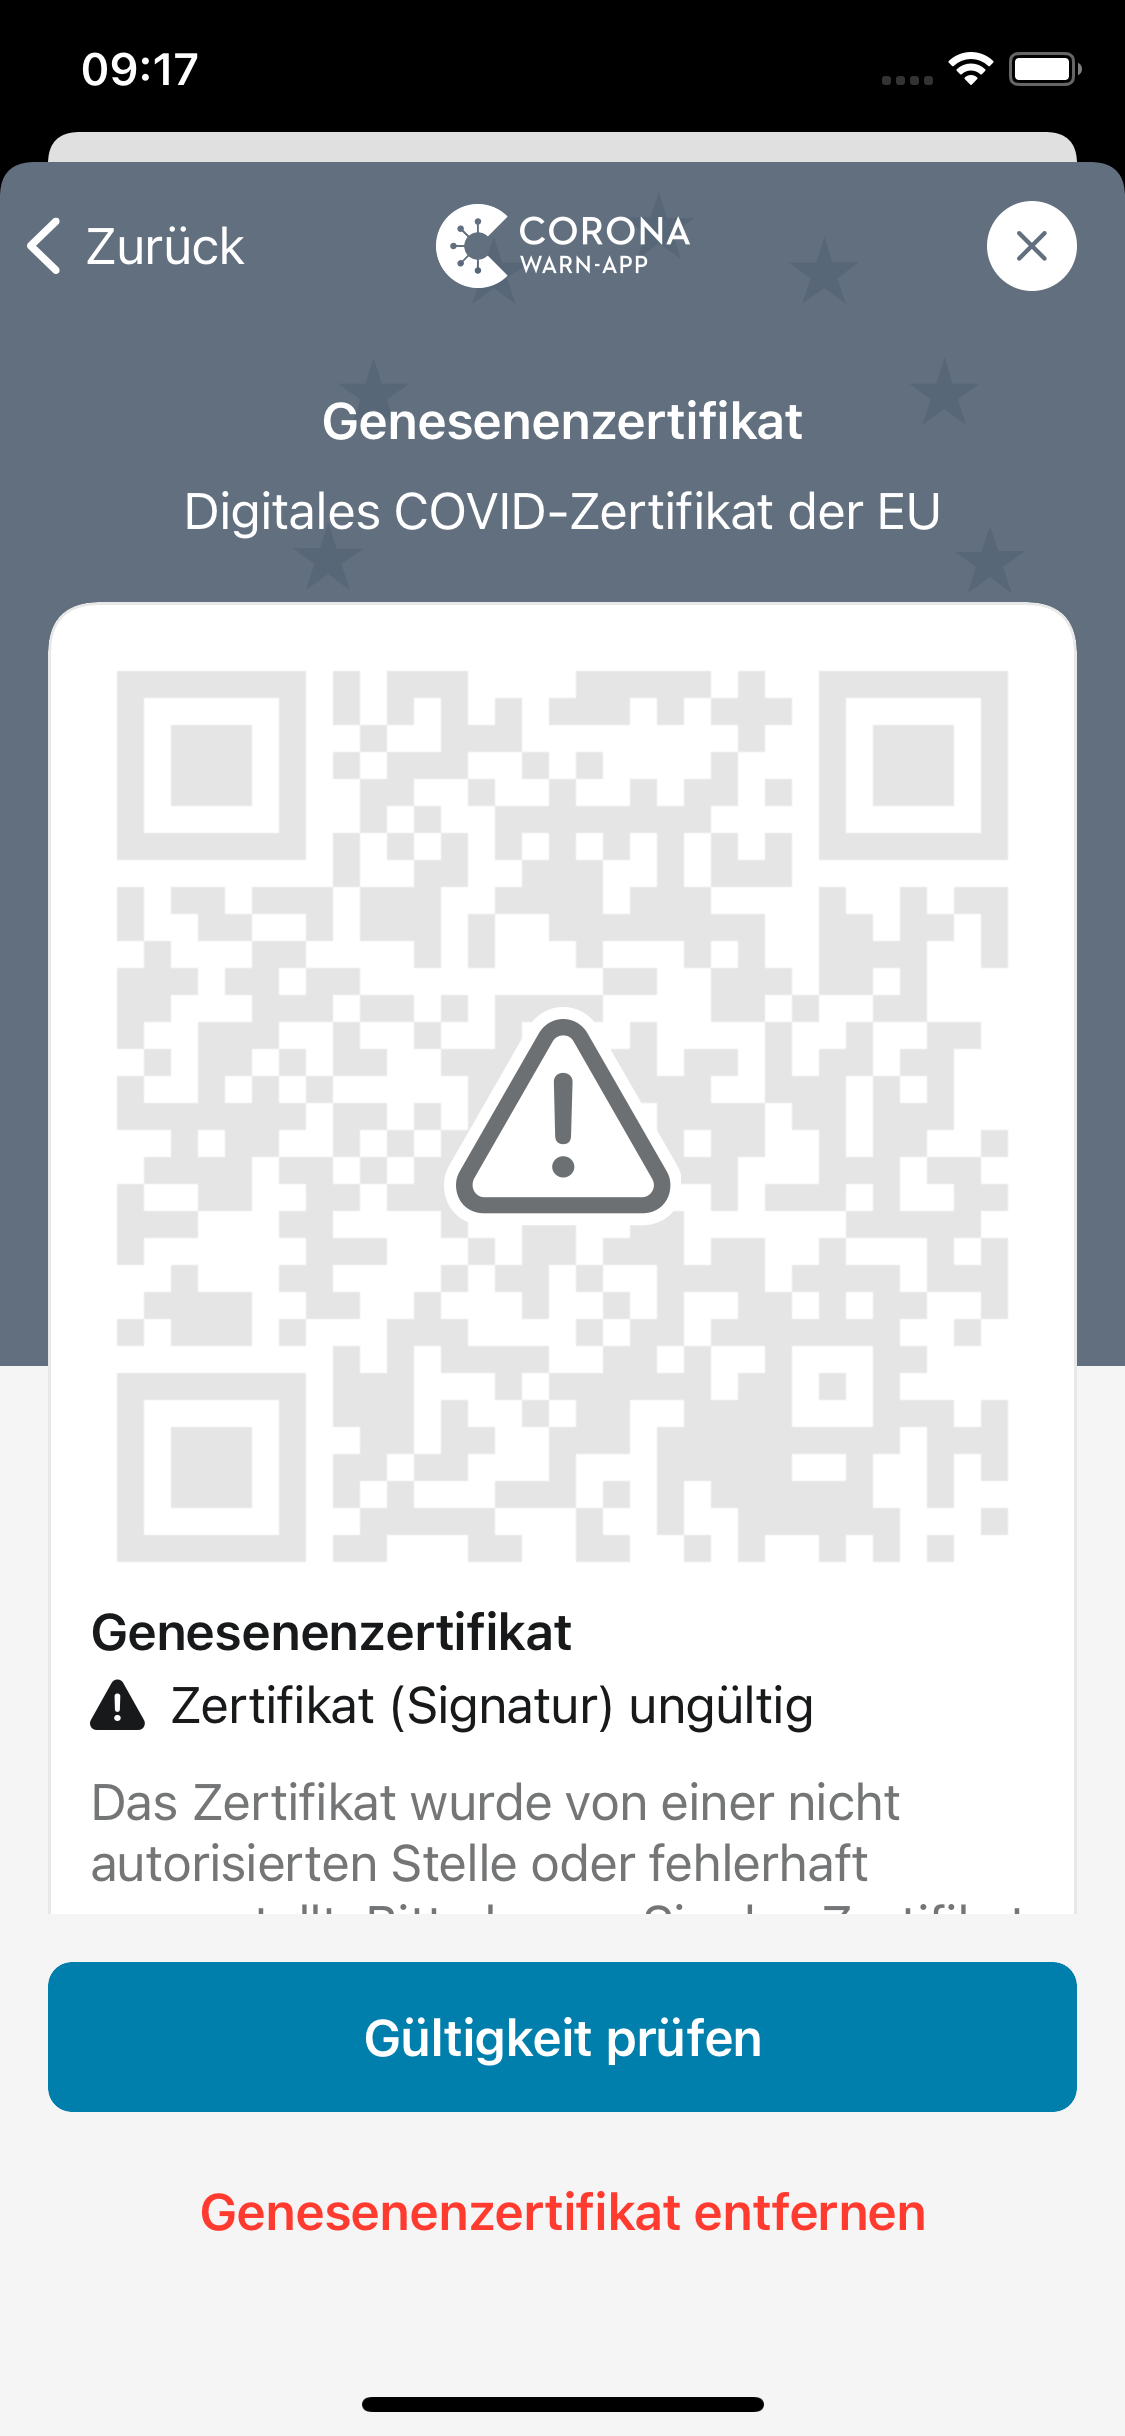 09:17
Zurück
CORONA
WARN-APP
Genesenenzertifikat
Digitales COVID-Zertifikat der EU
Genesenenzertifikat
Zertifikat (Signatur) ungültig
Das Zertifikat wurde von einer nicht
autorisierten Stelle oder fehlerhaft
Gültigkeit prüfen
Genesenenzertifikat entfernen